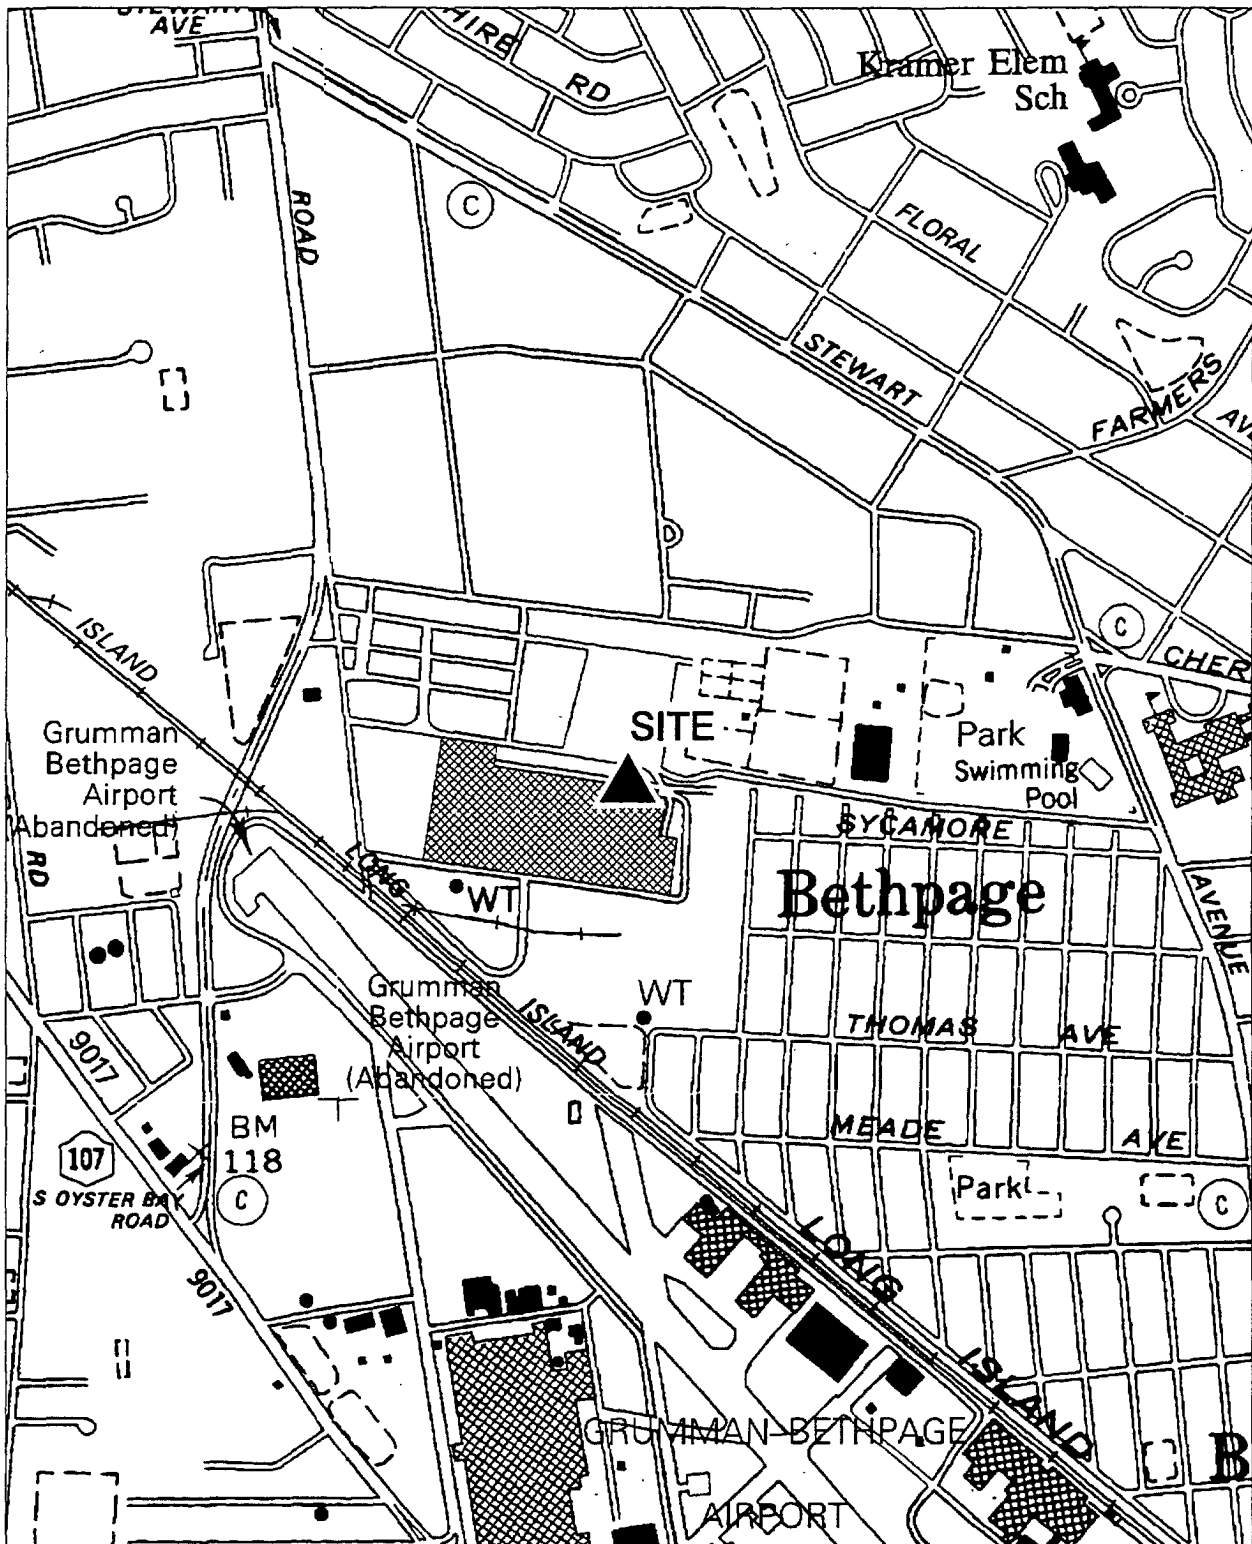 AVE
RD
Kramer Elem
Sch
ROAD
C
FLORAL
STEWART
FARMERS
C
ISLAND
SITE
Park
Swimming
Pool
Grumman
Bethpage
Airport
(Abandoned)
RD
SYCAMORE
LONG
WT
Bethpage
AVENUE
Grumman
Bethpage
Airport
(Abandoned)
ISLAND
WT
THOMAS AVE
9017
MEADE AVE
BM
118
107
S OYSTER BAY
ROAD
C
Park
C
9017
LONG
ISLAND
GRUMMAN-BETHPAGE
AIRPORT